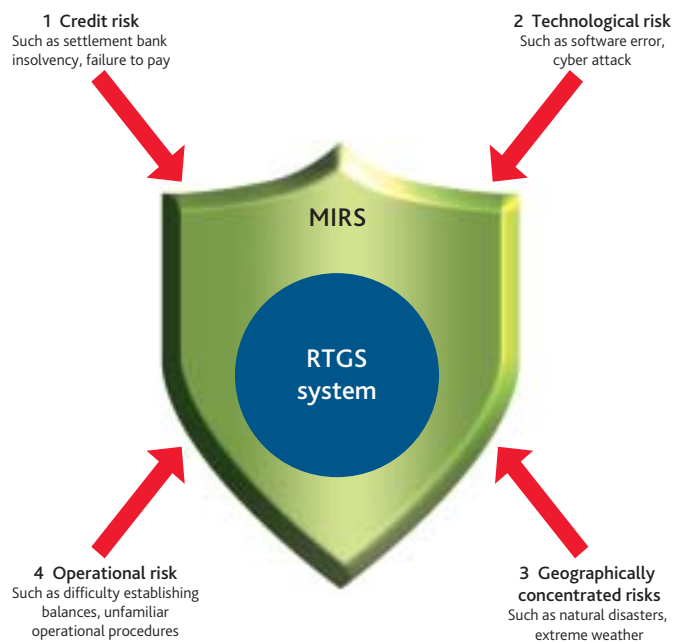 1 Credit risk
Such as settlement bank
insolvency, failure to pay
2 Technological risk
Such as software error,
cyber attack
MIRS
RTGS
system
4 Operational risk
Such as difficulty establishing
balances, unfamiliar
operational procedures
3 Geographically
concentrated risks
Such as natural disasters,
extreme weather